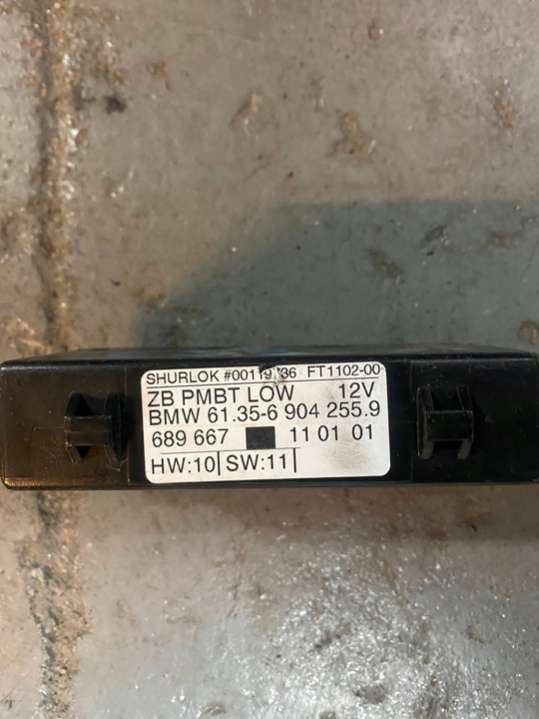 SHURLOK FT1102-00
ZB PMBT LOW 12V
BMW 61.35-6 904 255.9
689 667 11 01 01
HW:10 SW:11